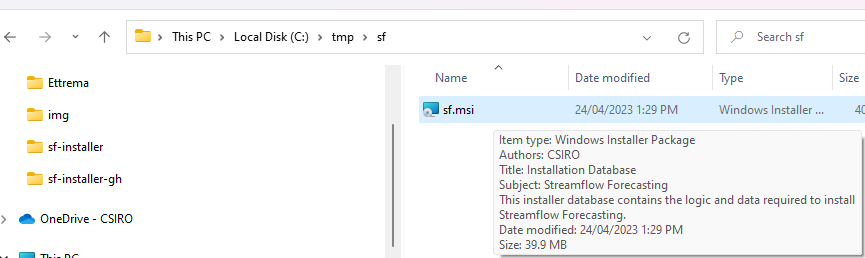 This PC > Local Disk (C:) > tmp > sf
Search sf
Ettrema
img
sf-installer
sf-installer-gh
OneDrive - CSIRO
This PC
Name Date modified Type Size
sf.msi 24/04/2023 1:29 PM Windows Installer ... 40
Item type: Windows Installer Package
Authors: CSIRO
Title: Installation Database
Subject: Streamflow Forecasting
This installer database contains the logic and data required to install
Streamflow Forecasting.
Date modified: 24/04/2023 1:29 PM
Size: 39.9 MB